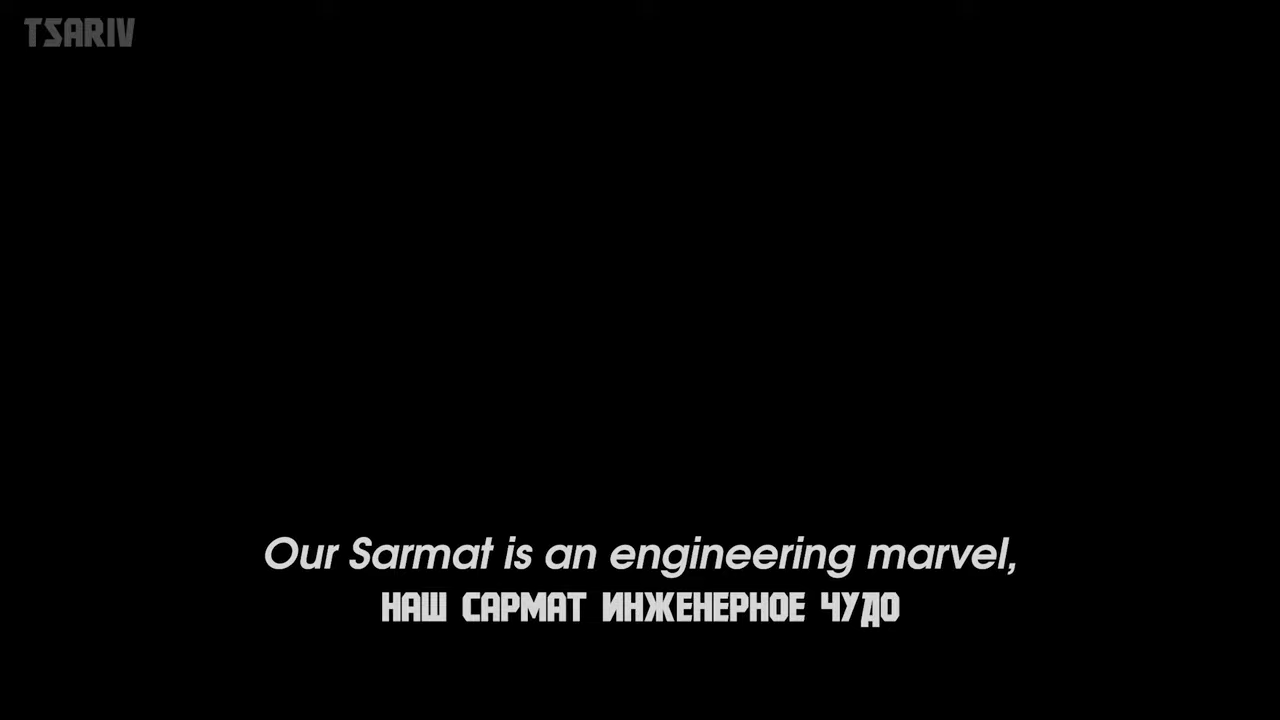 TSARIV
Our Sarmat is an engineering marvel,
НАШ САРМАТ ИНЖЕНЕРНОЕ ЧУДО